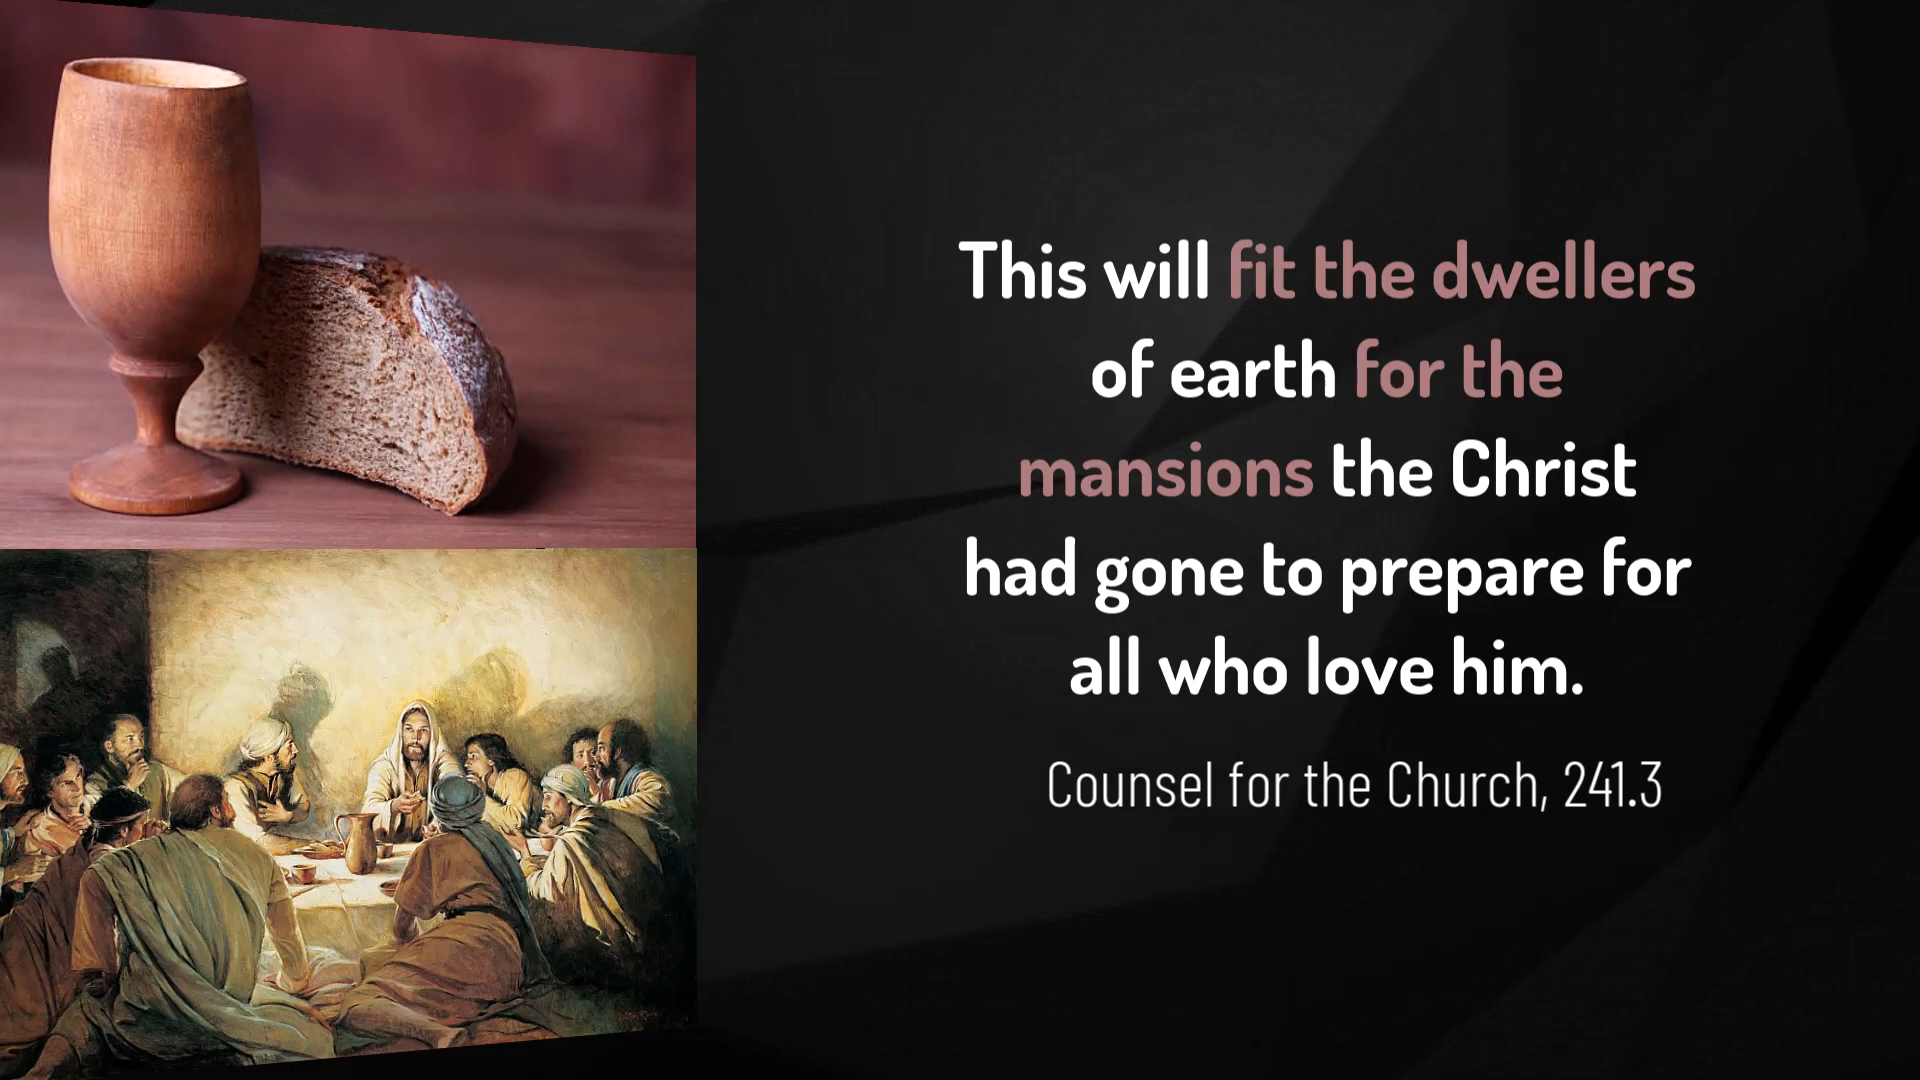 This will fit the dwellers
of earth for the
mansions the Christ
had gone to prepare for
all who love him.
Counsel for the Church, 241.3